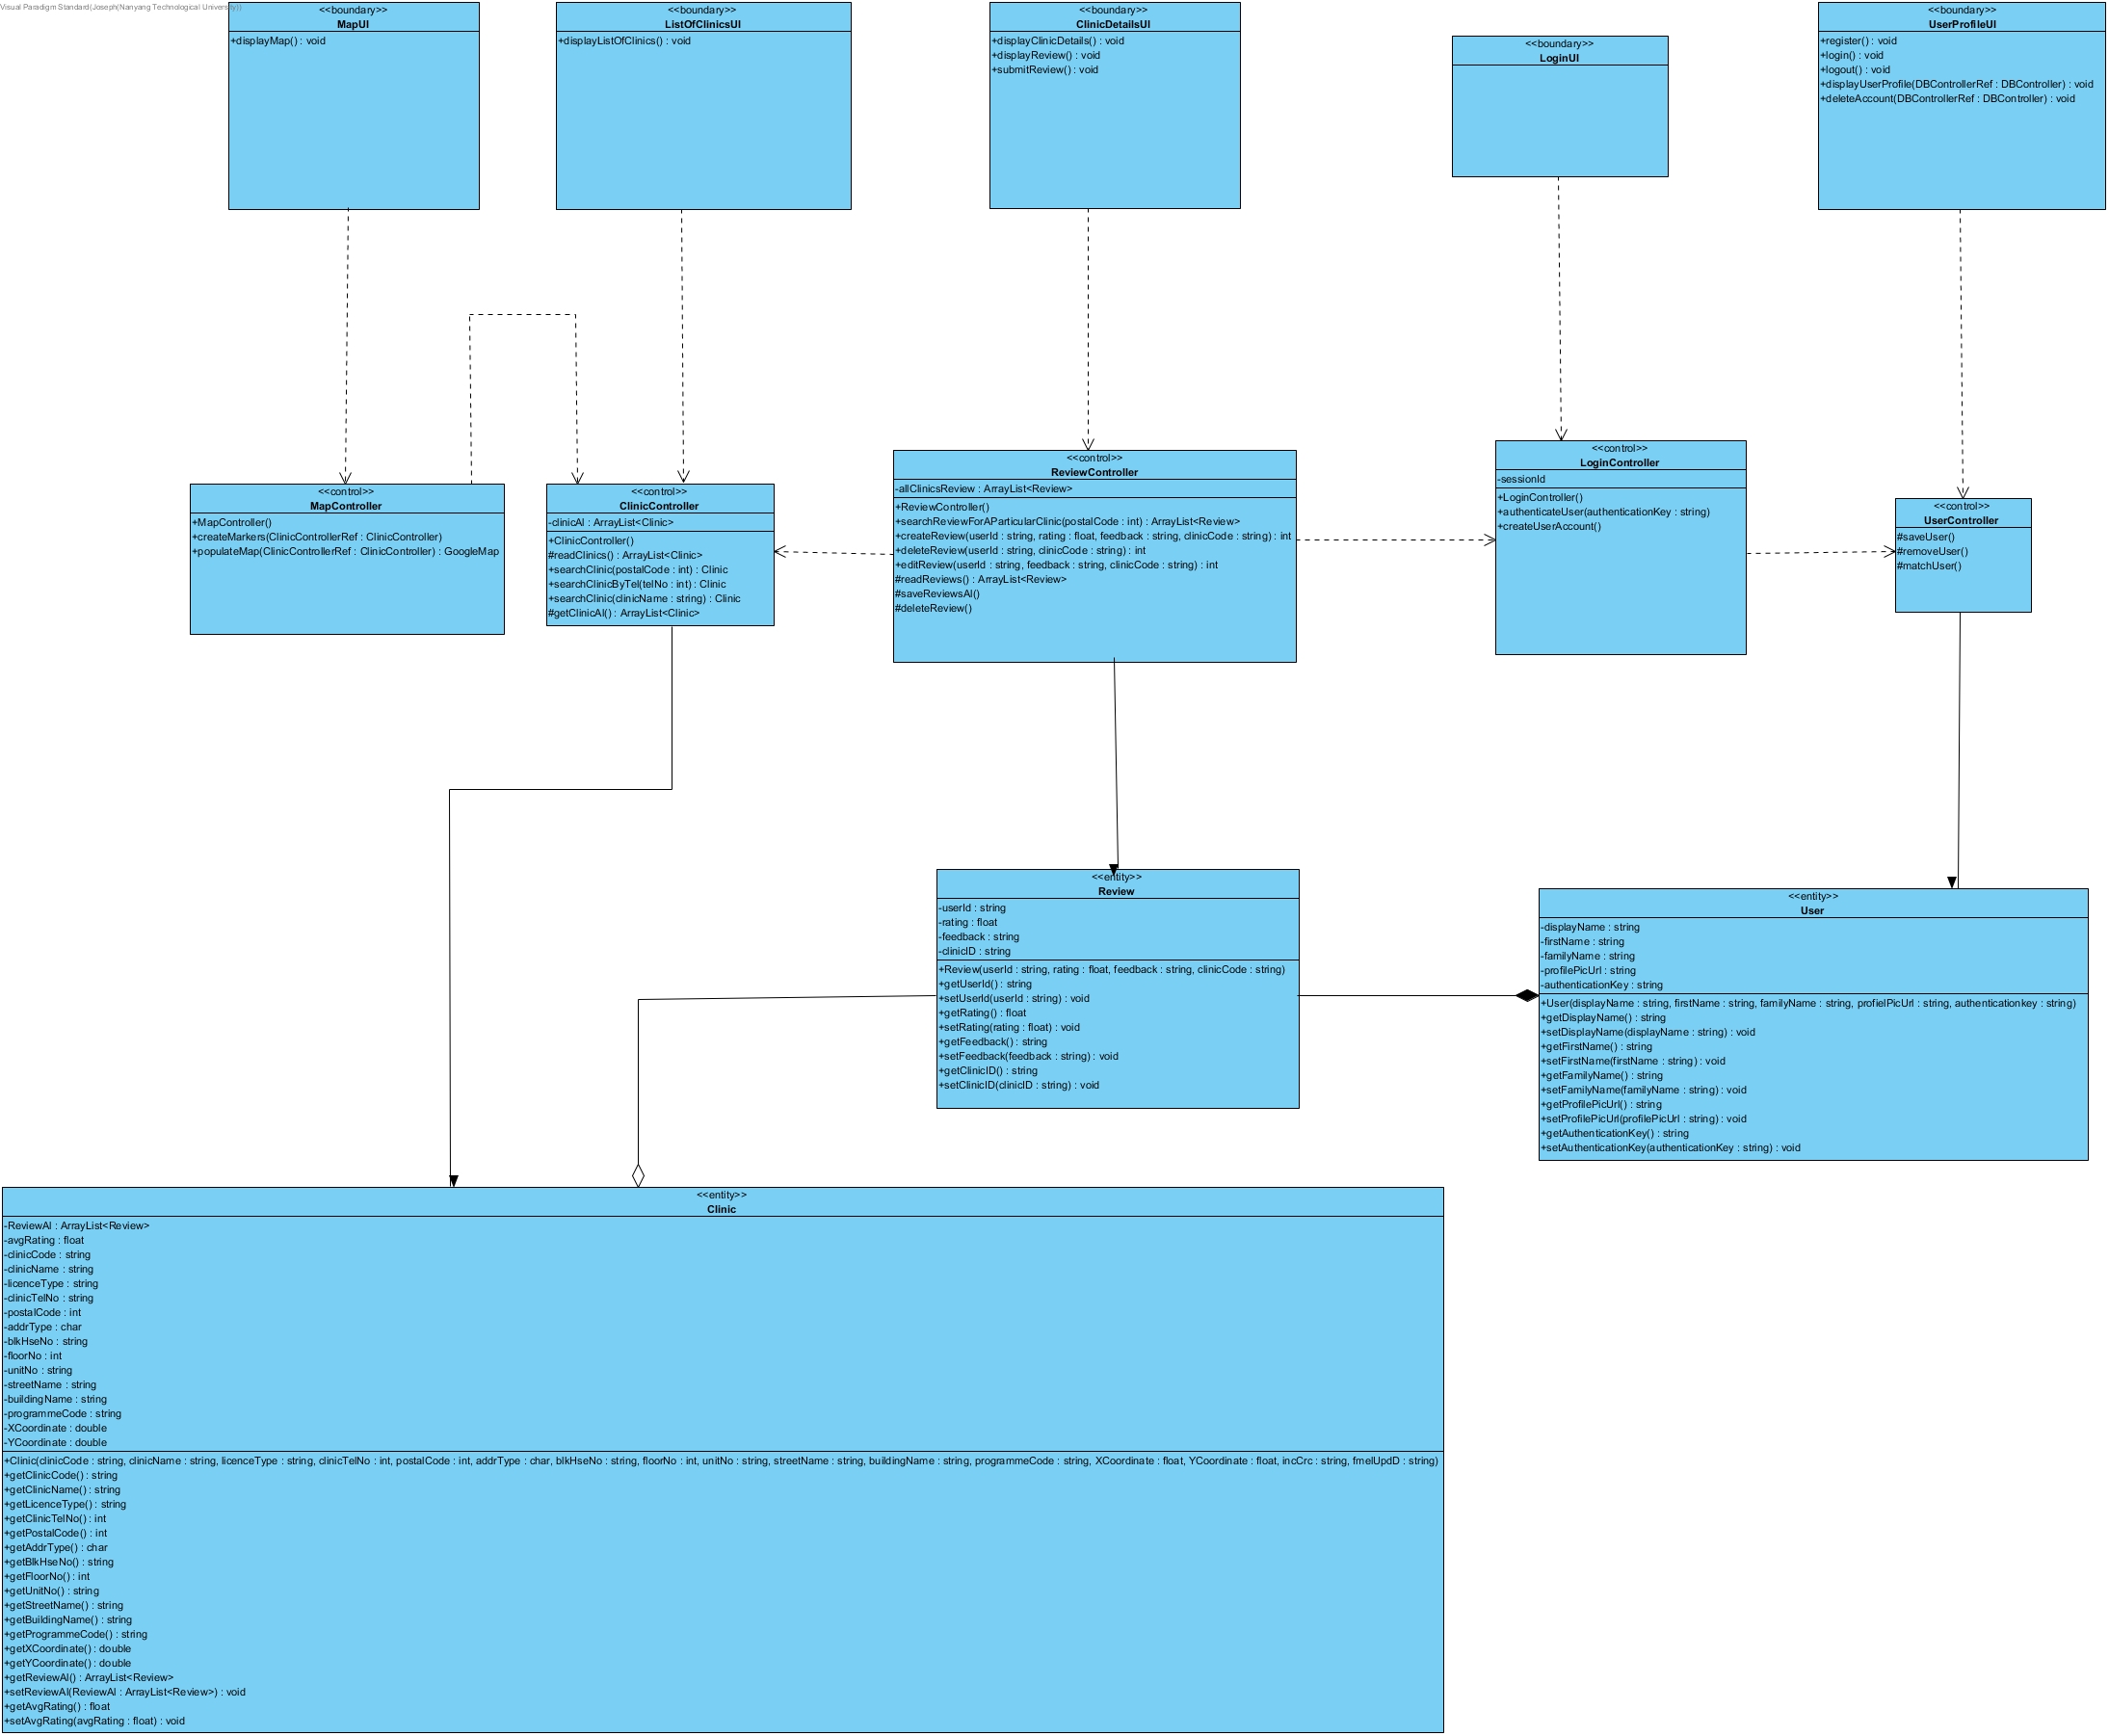 Visual Paradigm Standard(Joseph(Nanyang Technological University))
<<boundary>>
MapUI
+displayMap() : void
<<boundary>>
ListOfClinicsUI
+displayListOfClinics() : void
<<boundary>>
ClinicDetailsUI
+displayClinicDetails() : void
+displayReview() : void
+submitReview() : void
<<boundary>>
LoginUI
<<boundary>>
UserProfileUI
+register() : void
+login() : void
+logout() : void
+displayUserProfile(DBControllerRef : DBController) : void
+deleteAccount(DBControllerRef : DBController) : void
<<control>>
MapController
+MapController()
+createMarkers(ClinicControllerRef : ClinicController)
+populateMap(ClinicControllerRef : ClinicController) : GoogleMap
<<control>>
ClinicController
-clinicAl : ArrayList<Clinic>
+ClinicController()
#readClinics() : ArrayList<Clinic>
+searchClinic(postalCode : int) : Clinic
+searchClinicByTel(telNo : int) : Clinic
+searchClinic(clinicName : string) : Clinic
#getClinicAl() : ArrayList<Clinic>
<<control>>
ReviewController
-allClinicsReview : ArrayList<Review>
+ReviewController()
+searchReviewForAParticularClinic(postalCode : int) : ArrayList<Review>
+createReview(userId : string, rating : float, feedback : string, clinicCode : string) : int
+deleteReview(userId : string, clinicCode : string) : int
+editReview(userId : string, feedback : string, clinicCode : string) : int
#readReviews() : ArrayList<Review>
#saveReviewsAl()
#deleteReview()
<<control>>
LoginController
-sessionId
+LoginController()
+authenticateUser(authenticationKey : string)
+createUserAccount()
<<control>>
UserController
#saveUser()
#removeUser()
#matchUser()
<<entity>>
Review
-userId : string
-rating : float
-feedback : string
-clinicID : string
+Review(userId : string, rating : float, feedback : string, clinicCode : string)
+getUserId() : string
+setUserId(userId : string) : void
+getRating() : float
+setRating(rating : float) : void
+getFeedback() : string
+setFeedback(feedback : string) : void
+getClinicID() : string
+setClinicID(clinicID : string) : void
<<entity>>
User
-displayName : string
-firstName : string
-familyName : string
-profilePicUrl : string
-authenticationKey : string
+User(displayName : string, firstName : string, familyName : string, profielPicUrl : string, authenticationkey : string)
+getDisplayName() : string
+setDisplayName(displayName : string) : void
+getFirstName() : string
+setFirstName(firstName : string) : void
+getFamilyName() : string
+setFamilyName(familyName : string) : void
+getProfilePicUrl() : string
+setProfilePicUrl(profilePicUrl : string) : void
+getAuthenticationKey() : string
+setAuthenticationKey(authenticationKey : string) : void
<<entity>>
Clinic
-ReviewAl : ArrayList<Review>
-avgRating : float
-clinicCode : string
-clinicName : string
-licenceType : string
-clinicTelNo : string
-postalCode : int
-addrType : char
-blkHseNo : string
-floorNo : int
-unitNo : string
-streetName : string
-buildingName : string
-programmeCode : string
-XCoordinate : double
-YCoordinate : double
+Clinic(clinicCode : string, clinicName : string, licenceType : string, clinicTelNo : int, postalCode : int, addrType : char, blkHseNo : string, floorNo : int, unitNo : string, streetName : string, buildingName : string, programmeCode : string, XCoordinate : float, YCoordinate : float, incCrc : string, fmelUpdD : string)
+getClinicCode() : string
+getClinicName() : string
+getLicenceType() : string
+getClinicTelNo() : int
+getPostalCode() : int
+getAddrType() : char
+getBlkHseNo() : string
+getFloorNo() : int
+getUnitNo() : string
+getStreetName() : string
+getBuildingName() : string
+getProgrammeCode() : string
+getXCoordinate() : double
+getYCoordinate() : double
+getReviewAl() : ArrayList<Review>
+setReviewAl(ReviewAl : ArrayList<Review>) : void
+getAvgRating() : float
+setAvgRating(avgRating : float) : void